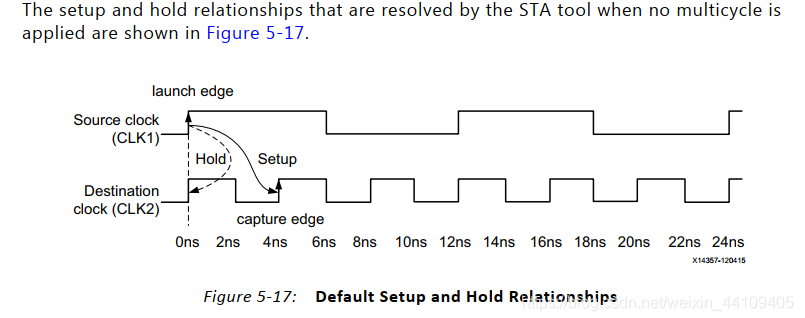 The setup and hold relationships that are resolved by the STA tool when no multicycle is
applied are shown in Figure 5-17.
launch edge
Source clock
(CLK1)
Hold
Setup
Destination
clock (CLK2)
capture edge
0ns 2ns 4ns 6ns 8ns 10ns 12ns 14ns 16ns 18ns 20ns 22ns 24ns
X14357-120415
Figure 5-17: Default Setup and Hold Relationships
https://blog.csdn.net/weixin_44109405